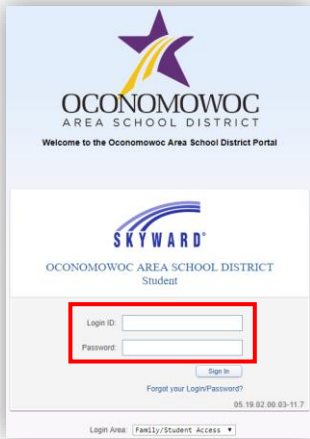 OCONOMOWOC
AREA SCHOOL DISTRICT
Welcome to the Oconomowoc Area School District Portal
SKYWARD®
OCONOMOWOC AREA SCHOOL DISTRICT
Student
Login ID:
Password:
Sign In
Forgot your Login/Password?
05.19.02.00.03-11.7
Login Area: Family/Student Access ▼